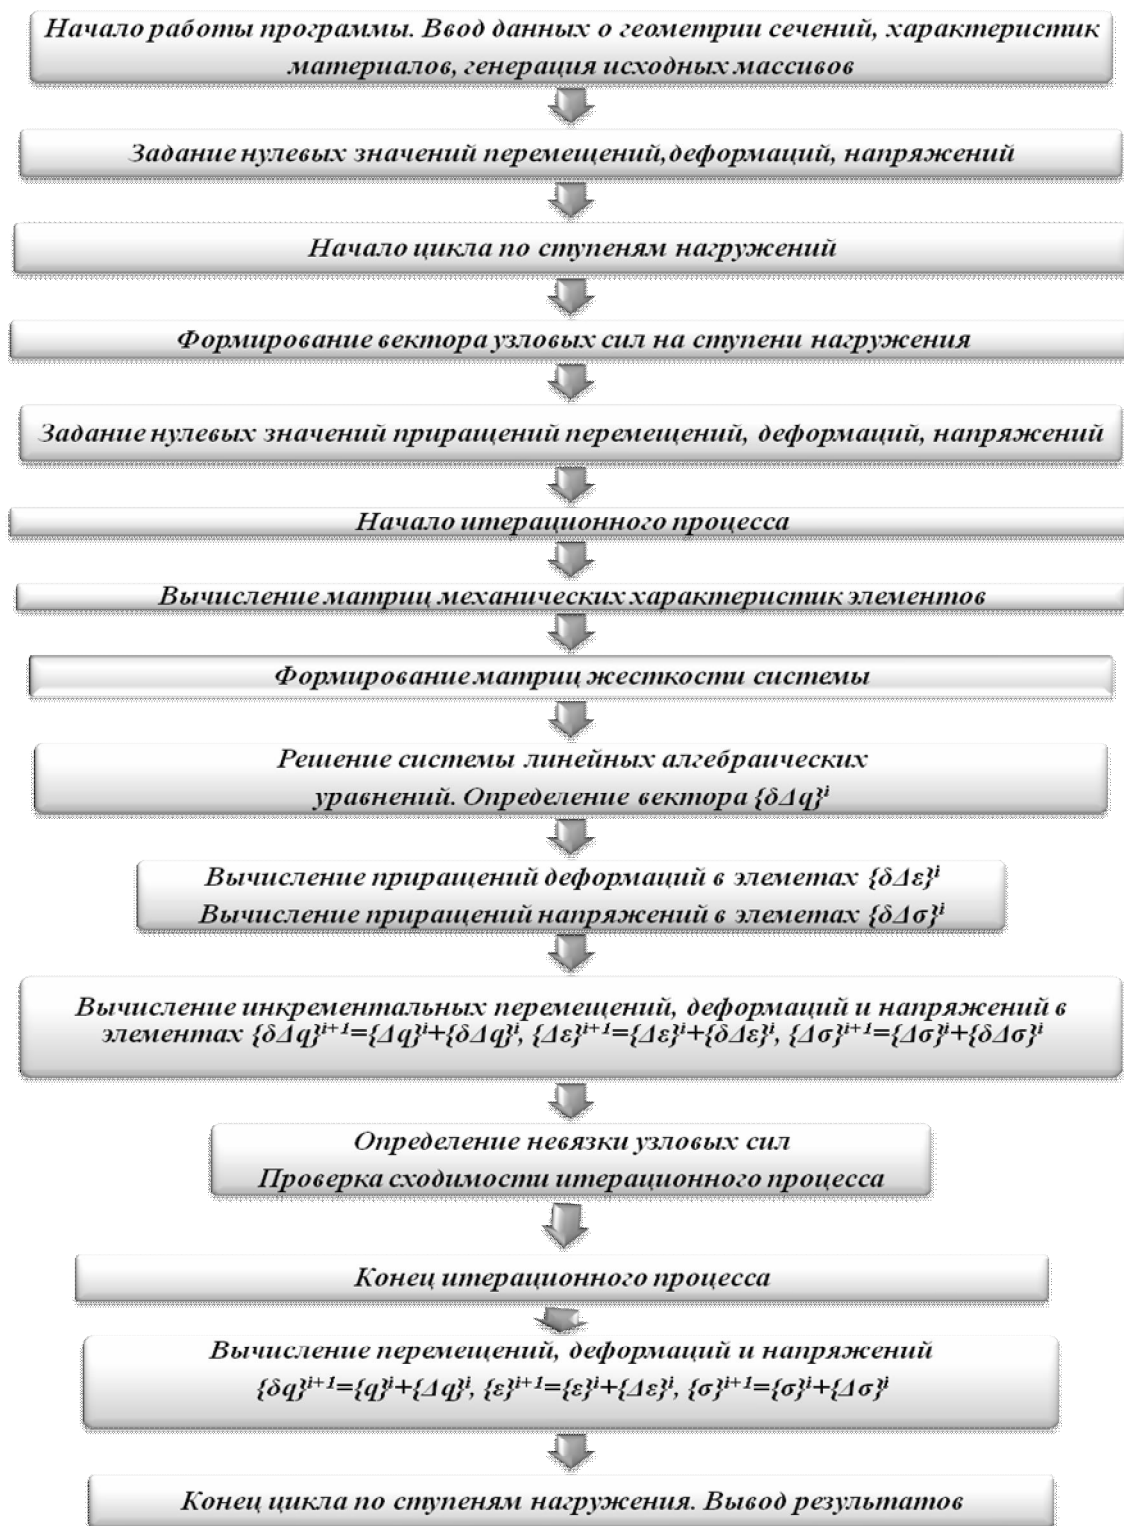 Начало работы программы. Ввод данных о геометрии сечений, характеристик
материалов, генерация исходных массивов
Задание нулевых значений перемещений,деформаций, напряжений
Начало цикла по ступеням нагружений
Формирование вектора узловых сил на ступени нагружения
Задание нулевых значений приращений перемещений, деформаций, напряжений
Начало итерационного процесса
Вычисление матриц механических характеристик элементов
Формирование матриц жесткости системы
Решение системы линейных алгебраических
уравнений. Определение вектора {δΔq}ⁱ
Вычисление приращений деформаций в элеметах {δΔε}ⁱ
Вычисление приращений напряжений в элеметах {δΔσ}ⁱ
Вычисление инкрементальных перемещений, деформаций и напряжений в
элементах {δΔq}ⁱ⁺¹={Δq}ⁱ+{δΔq}ⁱ, {Δε}ⁱ⁺¹={Δε}ⁱ+{δΔε}ⁱ, {Δσ}ⁱ⁺¹={Δσ}ⁱ+{δΔσ}ⁱ
Определение невязки узловых сил
Проверка сходимости итерационного процесса
Конец итерационного процесса
Вычисление перемещений, деформаций и напряжений
{δq}ⁱ⁺¹={q}ⁱ+{Δq}ⁱ, {ε}ⁱ⁺¹={ε}ⁱ+{Δε}ⁱ, {σ}ⁱ⁺¹={σ}ⁱ+{Δσ}ⁱ
Конец цикла по ступеням нагружения. Вывод результатов